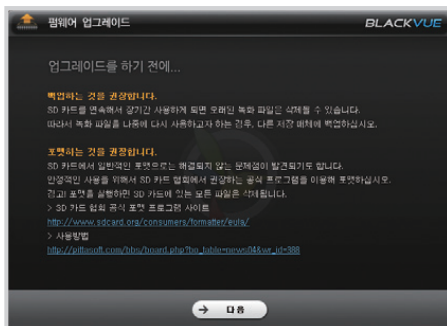 펌웨어 업그레이드
BLACKVUE
업그레이드를 하기 전에...
백업하는 것을 권장합니다.
SD 카드를 연속해서 장기간 사용하게 되면 오래된 녹화 파일은 삭제될 수 있습니다.
따라서 녹화 파일을 나중에 다시 사용하고자 하는 경우, 다른 저장 매체에 백업하십시오.
포맷하는 것을 권장합니다.
SD 카드에서 일반적인 포맷으로는 해결되지 않는 문제점이 발견되기도 합니다.
안정적인 사용을 위해서 SD 카드 협회에서 권장하는 공식 프로그램을 이용해 포맷하십시오.
경고! 포맷을 실행하면 SD 카드에 있는 모든 파일은 삭제됩니다.
> SD 카드 협회 공식 포맷 프로그램 사이트
http://www.sdcard.org/consumers/formatter/eula/
> 사용방법
http://pittasoft.com/bbs/board.php?bo_table=news04&wr_id=388
다음